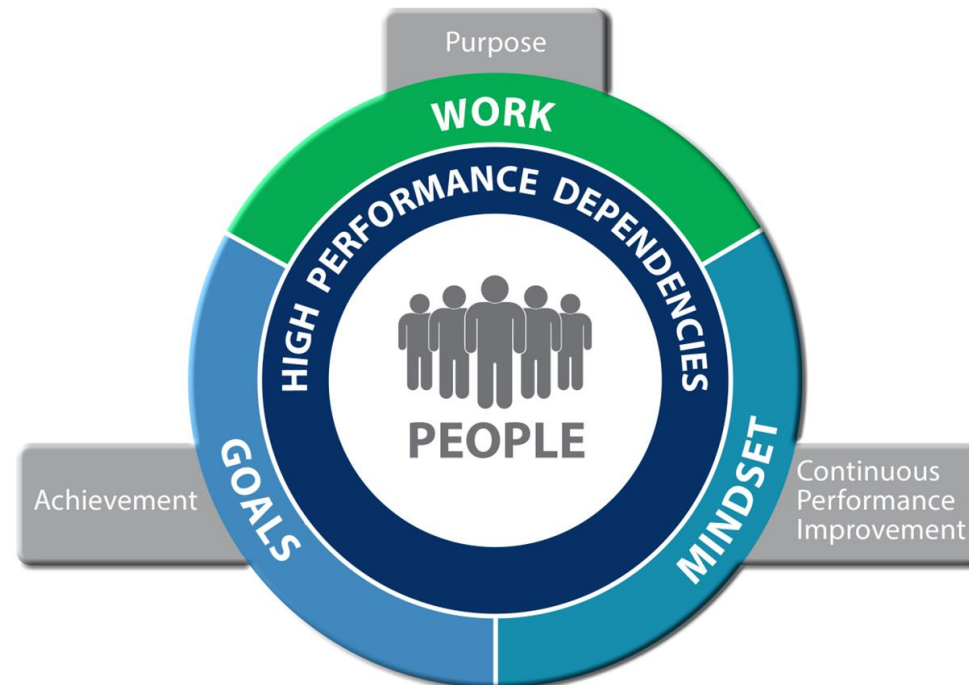 Purpose
WORK
HIGH PERFORMANCE DEPENDENCIES
PEOPLE
GOALS
Achievement
MINDSET
Continuous
Performance
Improvement